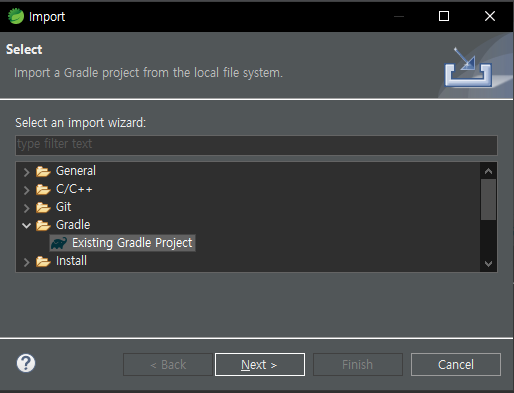 Import
Select
Import a Gradle project from the local file system.
Select an import wizard:
type filter text
General
C/C++
Git
Gradle
Existing Gradle Project
Install
?
< Back
Next >
Finish
Cancel